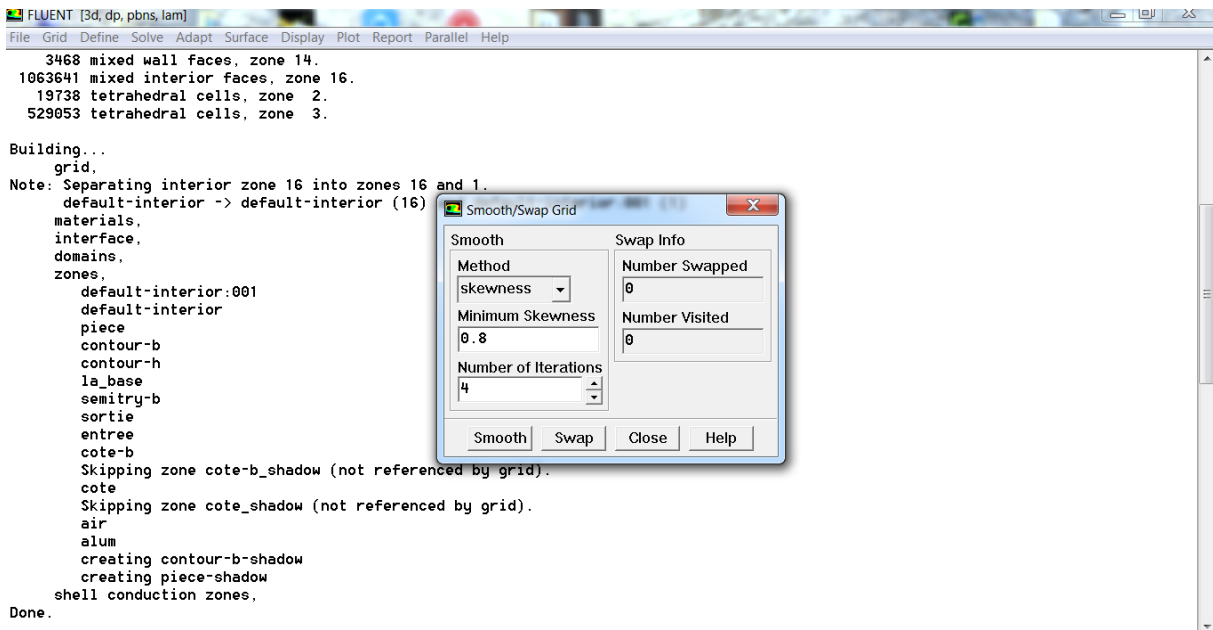 FLUENT [3d, dp, pbns, lam]
File Grid Define Solve Adapt Surface Display Plot Report Parallel Help
3468 mixed wall faces, zone 14.
1063641 mixed interior faces, zone 16.
19738 tetrahedral cells, zone 2.
529053 tetrahedral cells, zone 3.
Building...
grid,
Note: Separating interior zone 16 into zones 16 and 1.
default-interior -> default-interior (16)
materials,
interface,
domains,
zones,
default-interior:001
default-interior
piece
contour-b
contour-h
la_base
semitry-b
sortie
entree
cote-b
Skipping zone cote-b_shadow (not referenced by grid).
cote
Skipping zone cote_shadow (not referenced by grid).
air
alum
creating contour-b-shadow
creating piece-shadow
shell conduction zones,
Done.
Smooth/Swap Grid
Smooth
Method
skewness
Minimum Skewness
0.8
Number of Iterations
4
Swap Info
Number Swapped
0
Number Visited
0
Smooth Swap Close Help